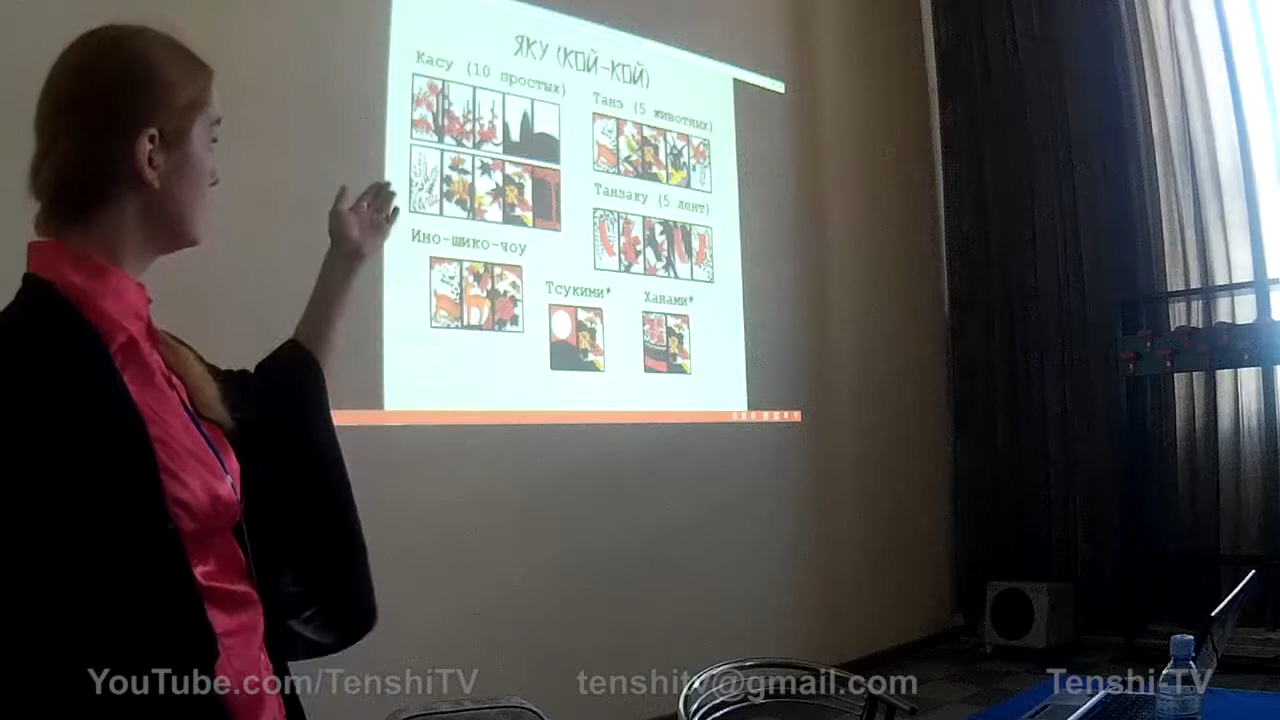 ЯКУ (КОЙ-КОЙ)
Касу (10 простых)
Танэ (5 животных)
Танзаку (5 лент)
Ино-шико-чоу
Тсукими*
Ханами*
YouTube.com/TenshiTV
tenshitv@gmail.com
Tenshi-TV